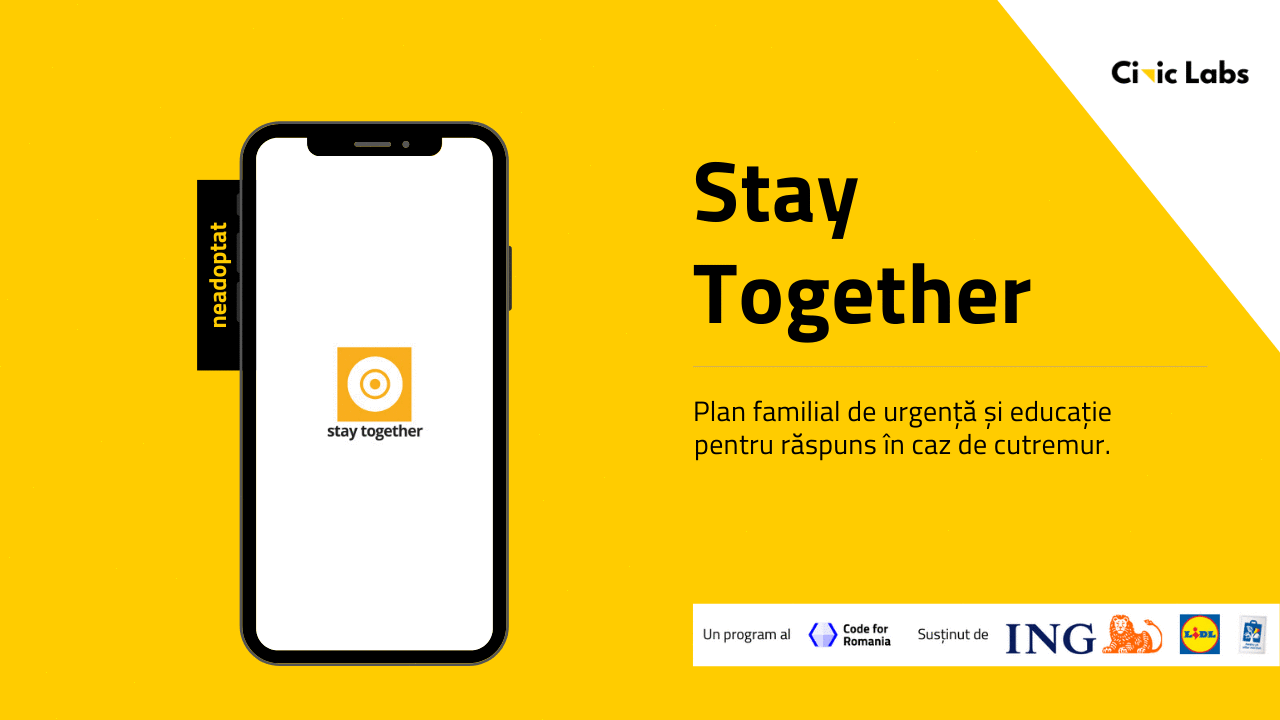 Civic Labs
Stay
Together
neadoptat
stay together
Plan familial de urgență și educație
pentru răspuns în caz de cutremur.
Un program al
Code for
Romania
Susținut de
ING
LIDL